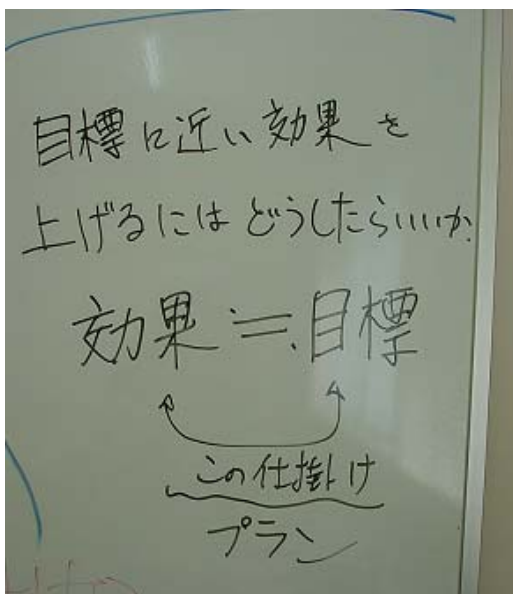 目標に近い効果を
上げるにはどうしたらいいか.
効果≒目標
この仕掛け
プラン